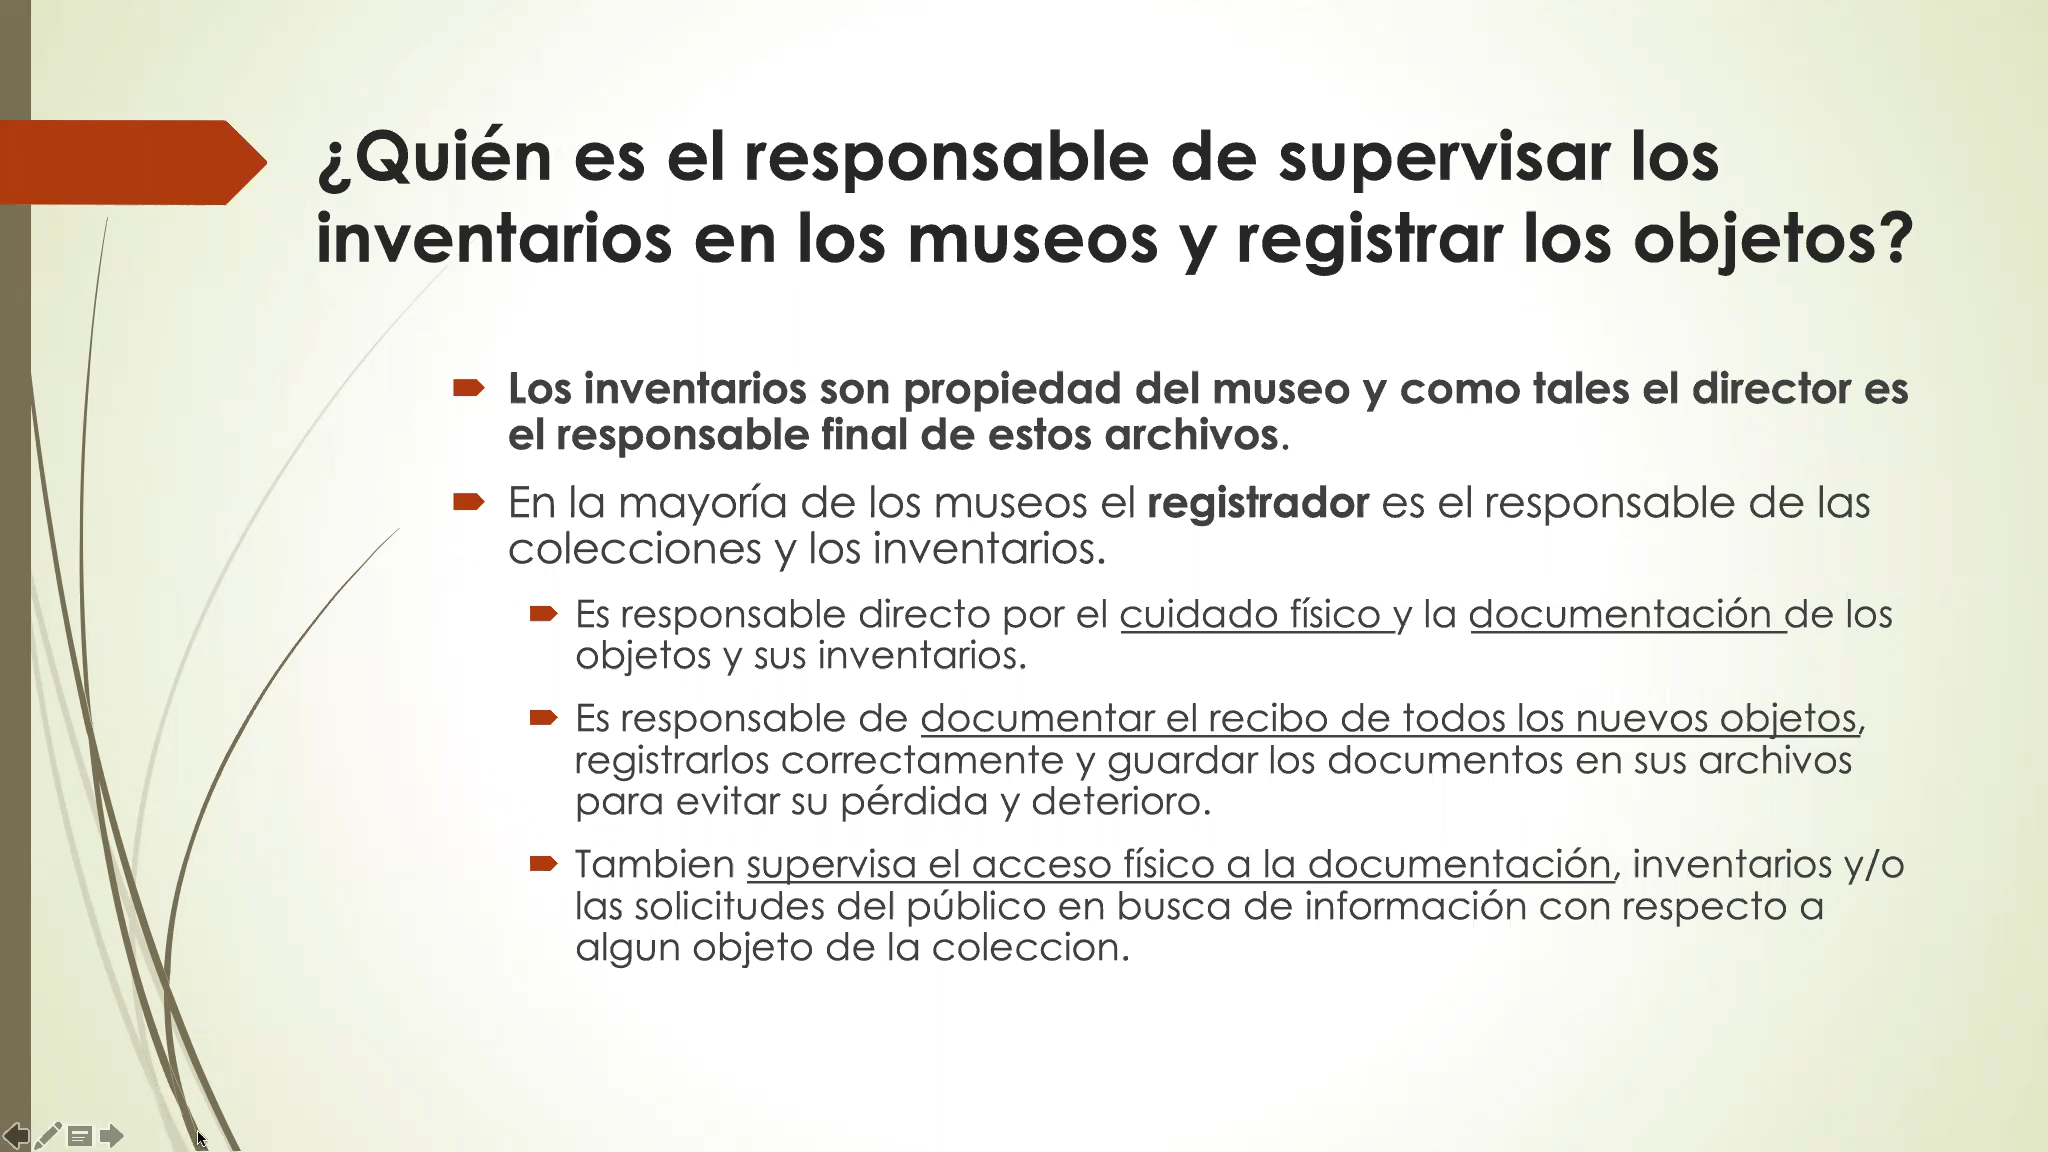 ¿Quién es el responsable de supervisar los
inventarios en los museos y registrar los objetos?
Los inventarios son propiedad del museo y como tales el director es
el responsable final de estos archivos.
En la mayoría de los museos el registrador es el responsable de las
colecciones y los inventarios.
Es responsable directo por el cuidado físico y la documentación de los
objetos y sus inventarios.
Es responsable de documentar el recibo de todos los nuevos objetos,
registrarlos correctamente y guardar los documentos en sus archivos
para evitar su pérdida y deterioro.
Tambien supervisa el acceso físico a la documentación, inventarios y/o
las solicitudes del público en busca de información con respecto a
algun objeto de la coleccion.